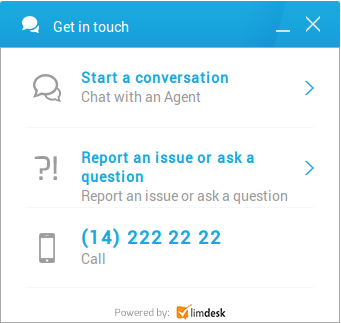 Get in touch
Start a conversation
Chat with an Agent
?!
Report an issue or ask a
question
Report an issue or ask a question
(14) 222 22 22
Call
Powered by: limdesk